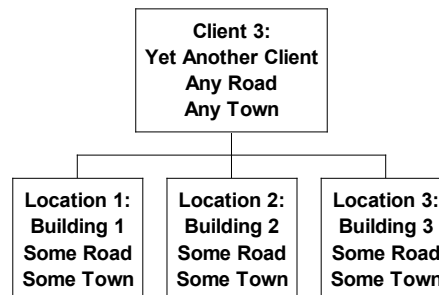 Client 3:
Yet Another Client
Any Road
Any Town
Location 1:
Building 1
Some Road
Some Town
Location 2:
Building 2
Some Road
Some Town
Location 3:
Building 3
Some Road
Some Town